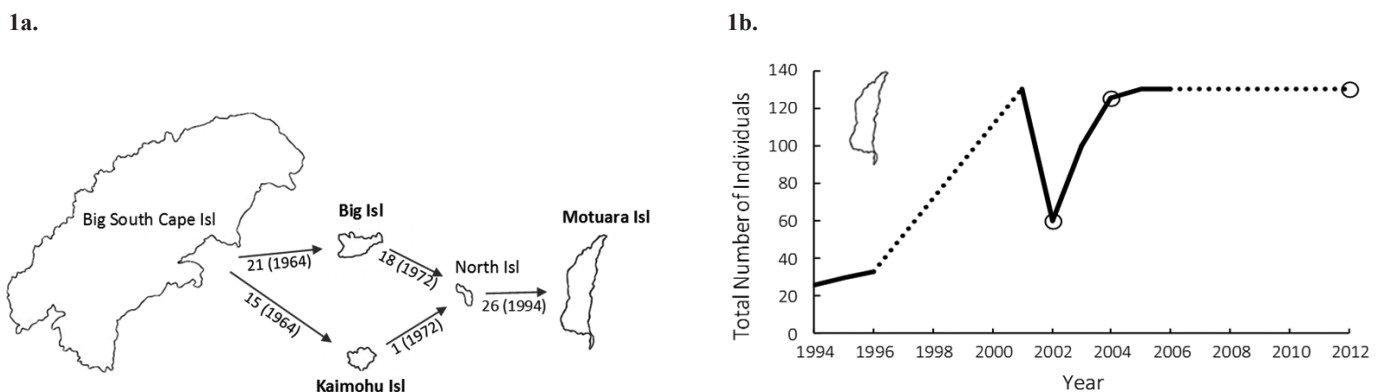 1a.
Big South Cape Isl
21 (1964)
15 (1964)
Big Isl
18 (1972)
1 (1972)
Kaimohu Isl
North Isl
26 (1994)
Motuara Isl
1b.
Total Number of Individuals
140
120
100
80
60
40
20
0
1994 1996 1998 2000 2002 2004 2006 2008 2010 2012
Year